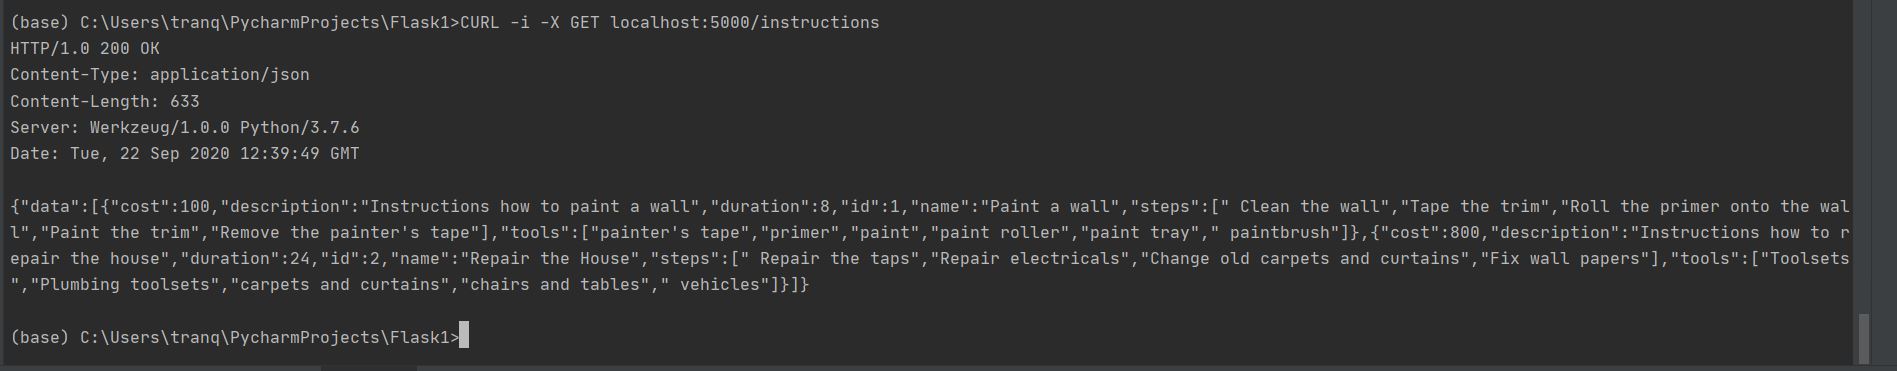 (base) C:\Users\tranq\PycharmProjects\Flask1>CURL -i -X GET localhost:5000/instructions
HTTP/1.0 200 OK
Content-Type: application/json
Content-Length: 633
Server: Werkzeug/1.0.0 Python/3.7.6
Date: Tue, 22 Sep 2020 12:39:49 GMT
{"data":[{"cost":100,"description":"Instructions how to paint a wall","duration":8,"id":1,"name":"Paint a wall","steps":[" Clean the wall","Tape the trim","Roll the primer onto the wal
l","Paint the trim","Remove the painter's tape"],"tools":["painter's tape","primer","paint","paint roller","paint tray"," paintbrush"]},{"cost":800,"description":"Instructions how to r
epair the house","duration":24,"id":2,"name":"Repair the House","steps":[" Repair the taps","Repair electricals","Change old carpets and curtains","Fix wall papers"],"tools":["Toolsets
","Plumbing toolsets","carpets and curtains","chairs and tables"," vehicles"]}]}
(base) C:\Users\tranq\PycharmProjects\Flask1>